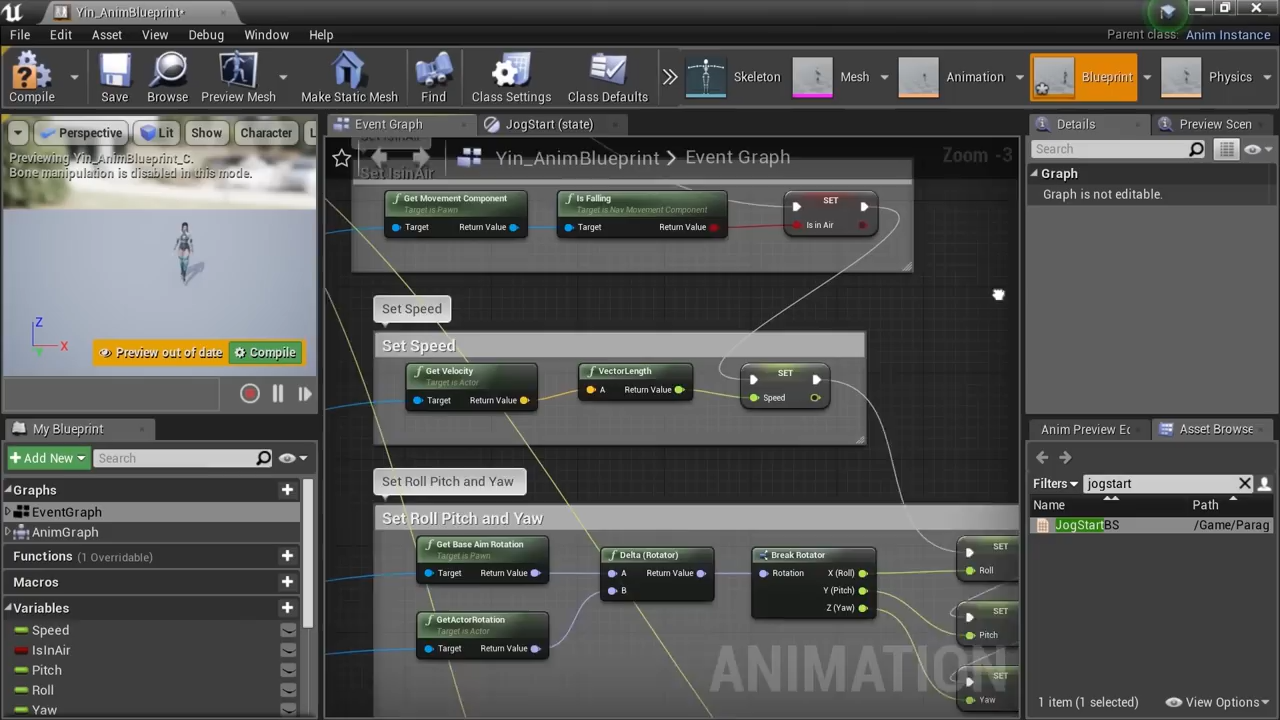 Yin_AnimBlueprint*
File Edit Asset View Debug Window Help
Parent class: Anim Instance
Compile Save Browse Preview Mesh Make Static Mesh Find Class Settings Class Defaults
Skeleton Mesh Animation Blueprint Physics
Perspective Lit Show Character L
Previewing Yin_AnimBlueprint_C.
Bone manipulation is disabled in this mode.
Z
X
Y
Preview out of date Compile
My Blueprint
Add New Search
Graphs
EventGraph
AnimGraph
Functions (1 Overridable)
Macros
Variables
Speed
IsInAir
Pitch
Roll
Yaw
Event Graph JogStart (state)
Set IsinAir
Yin_AnimBlueprint > Event Graph
Zoom -3
Set IsinAir
Get Movement Component
Target is Pawn
Target Return Value
Is Falling
Target is Nav Movement Component
Target Return Value
SET
Is in Air
Set Speed
Set Speed
Get Velocity
Target is Actor
Target Return Value
VectorLength
A Return Value
SET
Speed
Set Roll Pitch and Yaw
Set Roll Pitch and Yaw
Get Base Aim Rotation
Target is Pawn
Target Return Value
GetActorRotation
Target is Actor
Target Return Value
Delta (Rotator)
A Return Value
B
Break Rotator
Rotation X (Roll)
Y (Pitch)
Z (Yaw)
SET
Roll
SET
Pitch
SET
Yaw
ANIMATION
Details Preview Scen
Search
Graph
Graph is not editable.
Anim Preview Ec Asset Browse
Filters jogstart
Name Path
JogStartBS /Game/Parag
1 item (1 selected) View Options